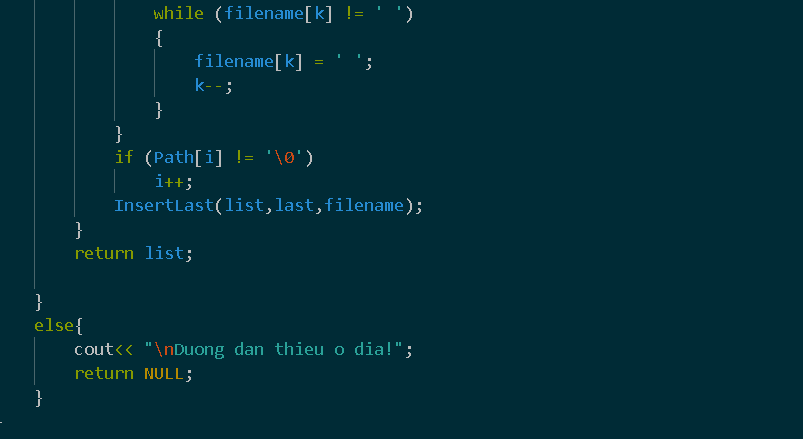 while (filename[k] != ' ')
{
filename[k] = ' ';
k--;
}
}
if (Path[i] != '\0')
i++;
InsertLast(list,last,filename);
}
return list;
}
else{
cout<< "\nDuong dan thieu o dia!";
return NULL;
}